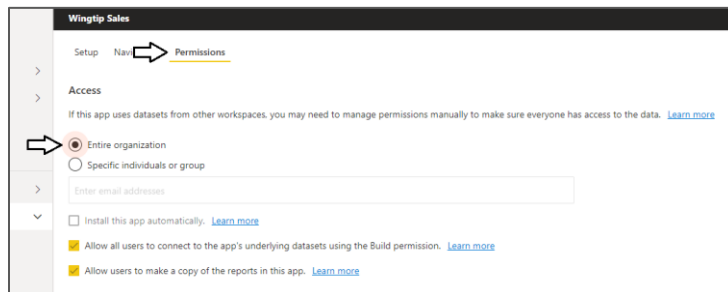 Wingtip Sales
Setup Navi Permissions
Access
If this app uses datasets from other workspaces, you may need to manage permissions manually to make sure everyone has access to the data. Learn more
Entire organization
Specific individuals or group
Enter email addresses
Install this app automatically. Learn more
Allow all users to connect to the app's underlying datasets using the Build permission. Learn more
Allow users to make a copy of the reports in this app. Learn more